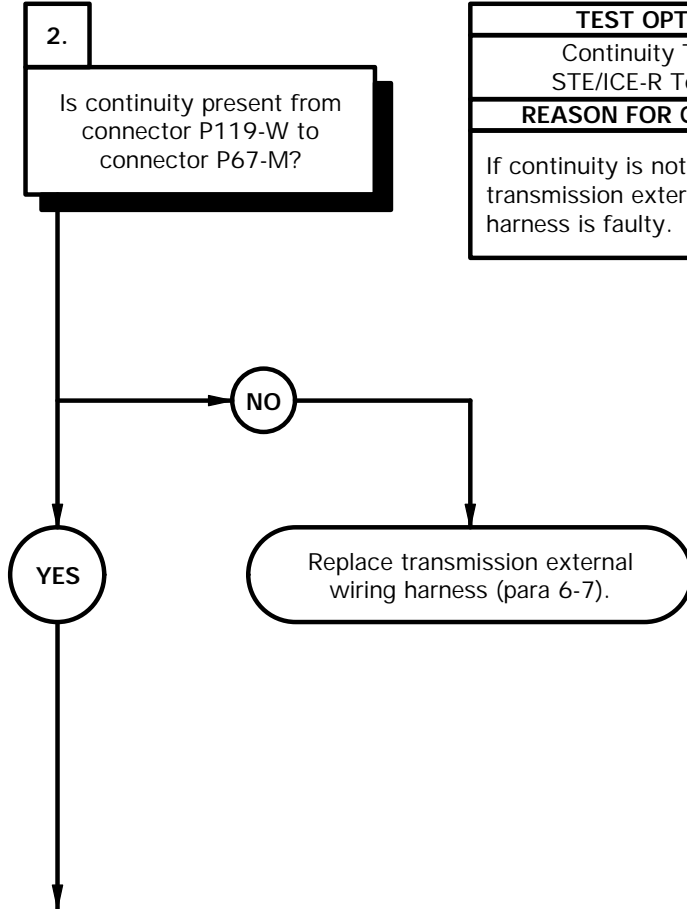 2.
Is continuity present from
connector P119-W to
connector P67-M?
TEST OPT
Continuity
STE/ICE-R
REASON FOR
If continuity is not
transmission exter
harness is faulty.
NO
YES
Replace transmission external
wiring harness (para 6-7).